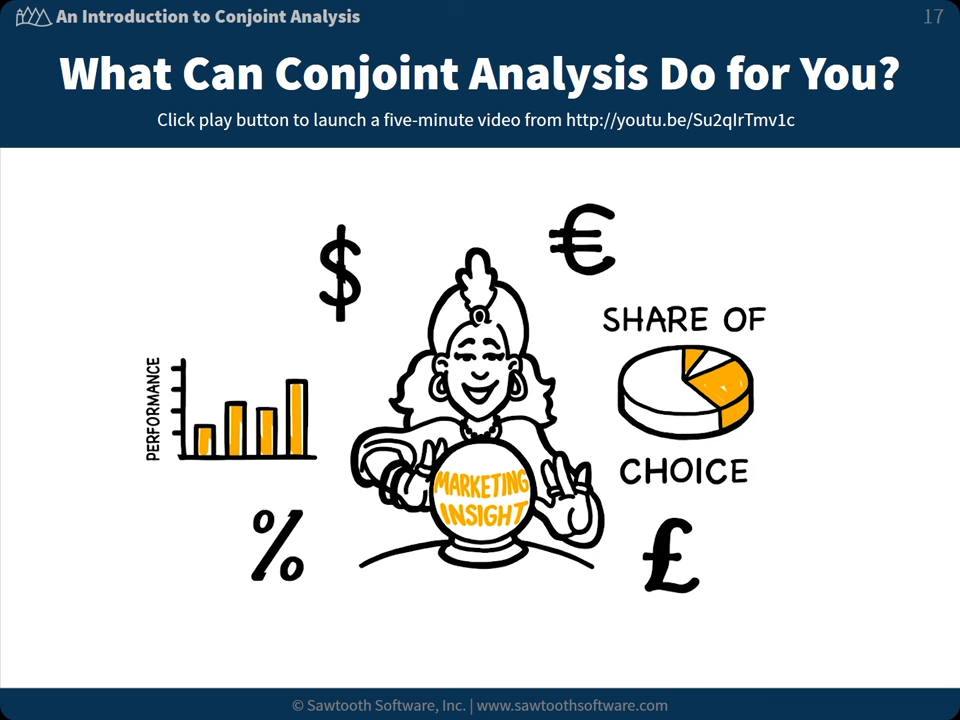 An Introduction to Conjoint Analysis
17
What Can Conjoint Analysis Do for You?
Click play button to launch a five-minute video from http://youtu.be/Su2qIrTmv1c
$
€
SHARE OF
PERFORMANCE
CHOICE
MARKETING
INSIGHT
%
£
© Sawtooth Software, Inc. | www.sawtoothsoftware.com